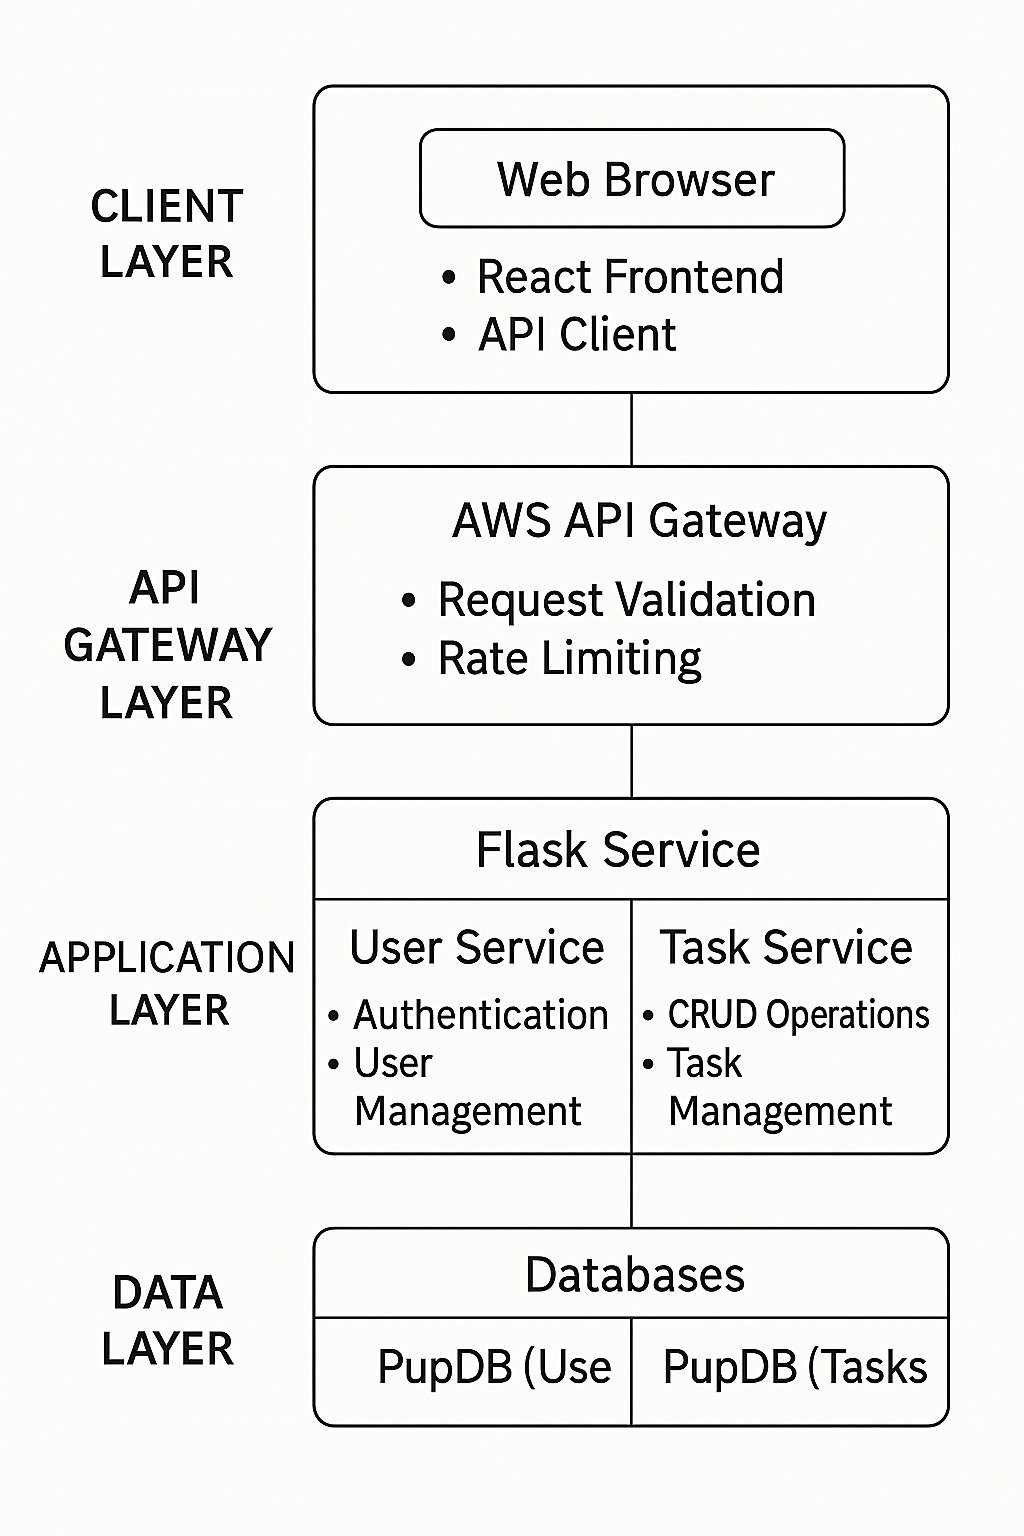 CLIENT
LAYER
Web Browser
• React Frontend
• API Client
API
GATEWAY
LAYER
AWS API Gateway
• Request Validation
• Rate Limiting
APPLICATION
LAYER
Flask Service
User Service
• Authentication
• User
Management
Task Service
• CRUD Operations
• Task
Management
DATA
LAYER
Databases
PupDB (Use
PupDB (Tasks